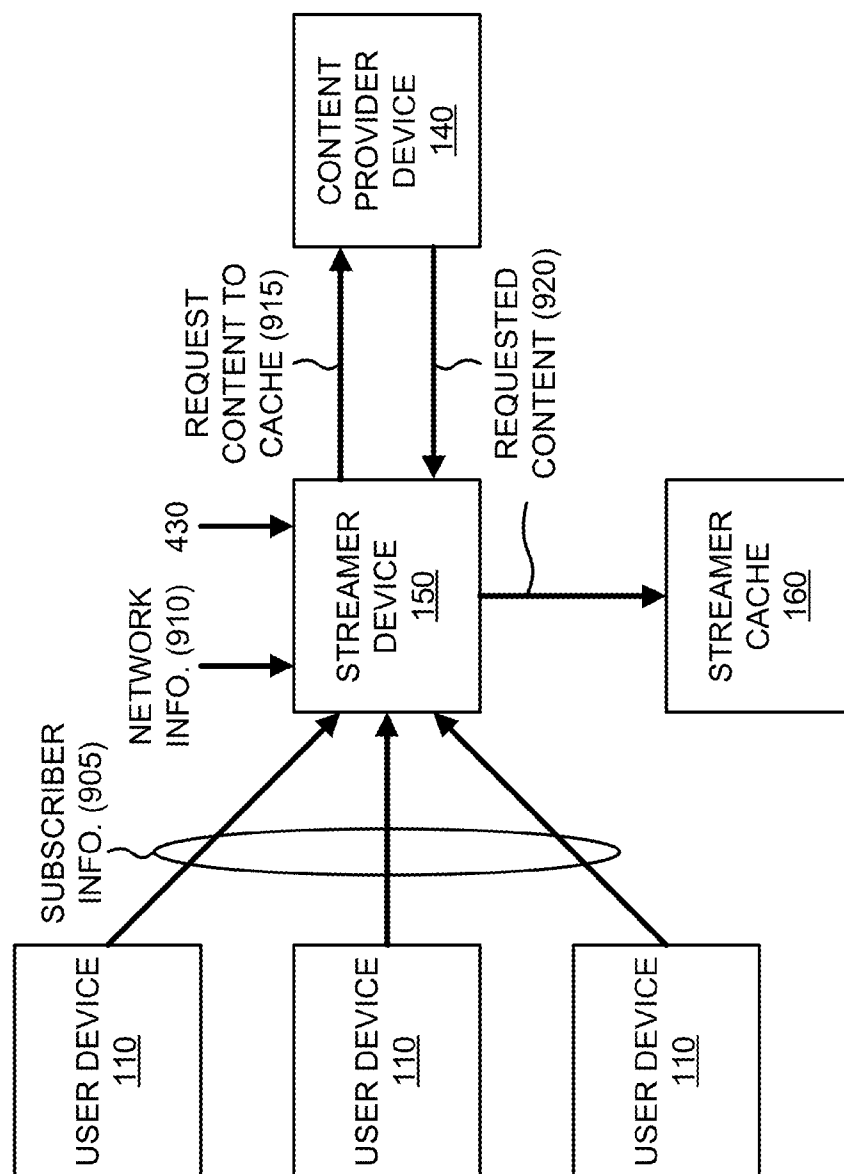 SUBSCRIBER
INFO. (905)
NETWORK
INFO. (910)
430
REQUEST
CONTENT TO
CACHE (915)
REQUESTED
CONTENT (920)
USER DEVICE
110
USER DEVICE
110
USER DEVICE
110
STREAMER
DEVICE
150
CONTENT
PROVIDER
DEVICE
140
STREAMER
CACHE
160